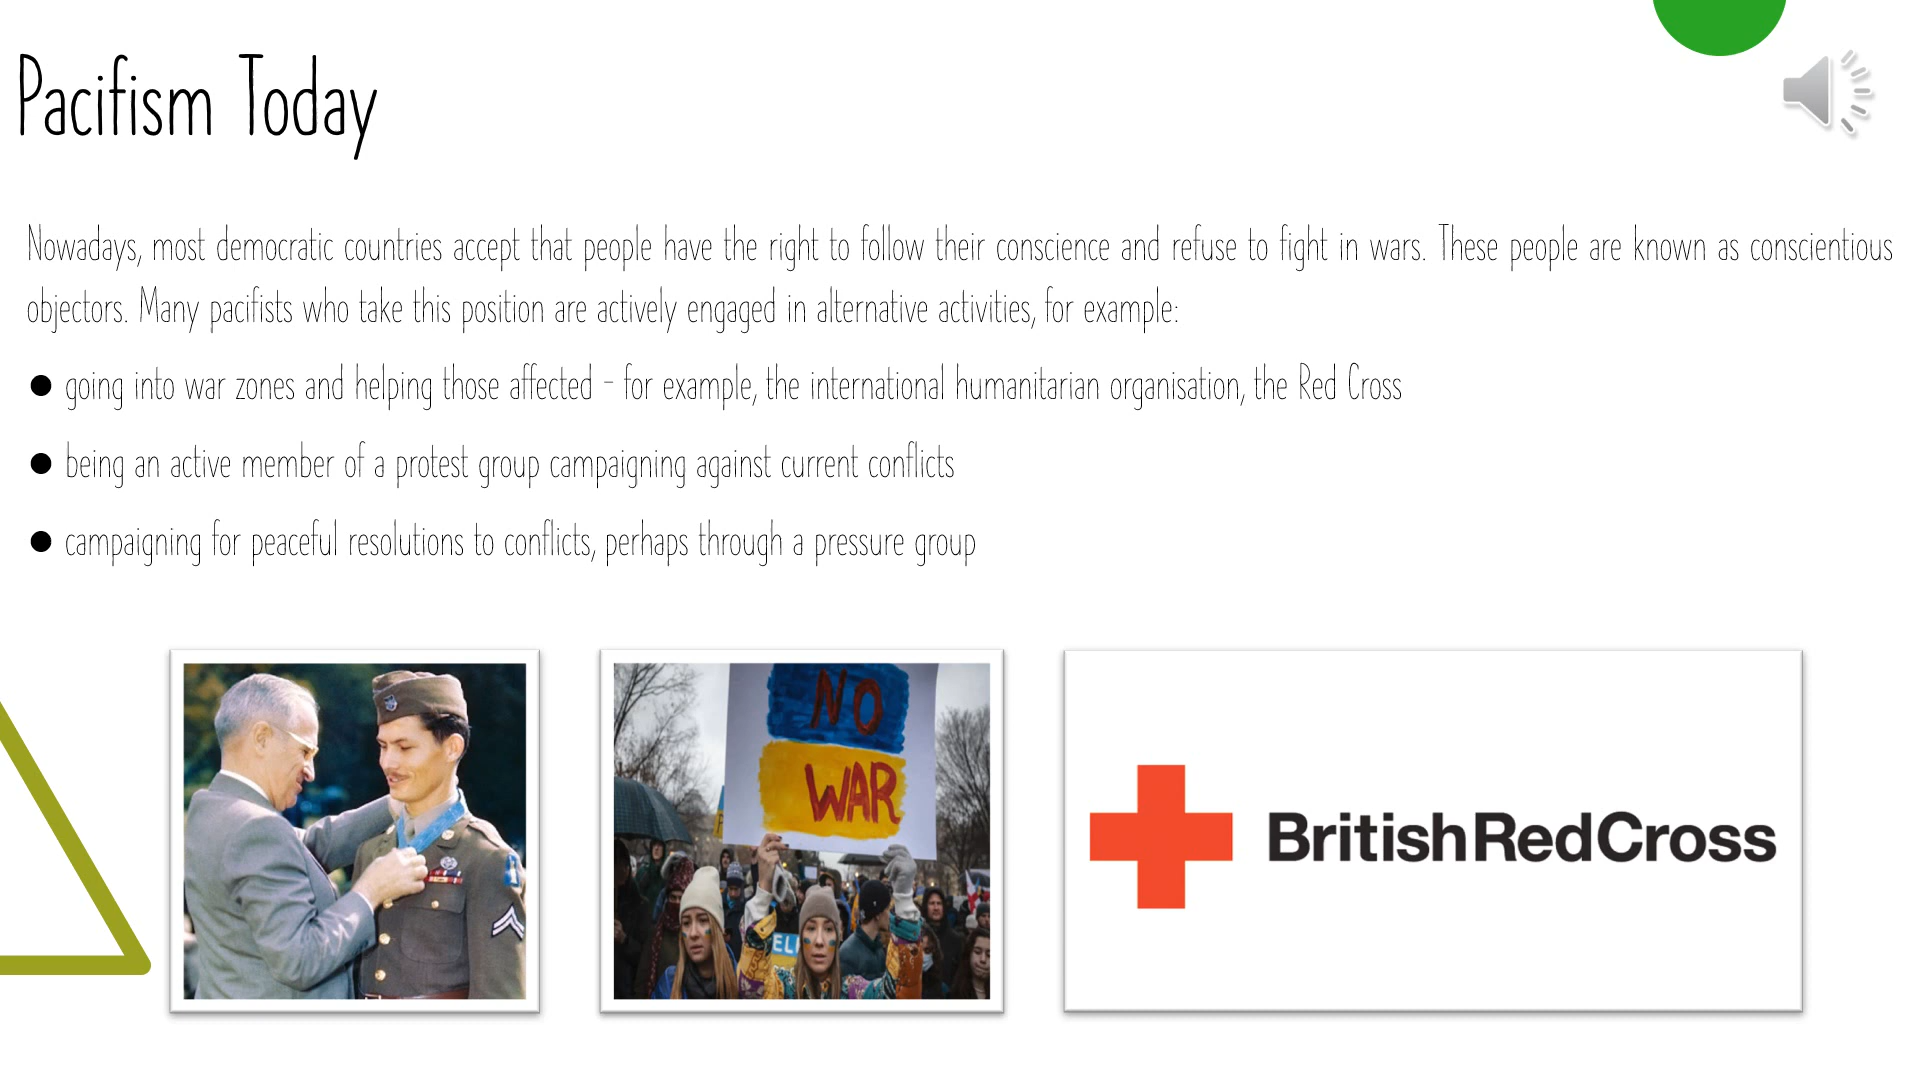 Pacifism Today
Nowadays, most democratic countries accept that people have the right to follow their conscience and refuse to fight in wars. These people are known as conscientious
objectors. Many pacifists who take this position are actively engaged in alternative activities, for example:
● going into war zones and helping those affected – for example, the international humanitarian organisation, the Red Cross
● being an active member of a protest group campaigning against current conflicts
● campaigning for peaceful resolutions to conflicts, perhaps through a pressure group
NO
WAR
BritishRedCross